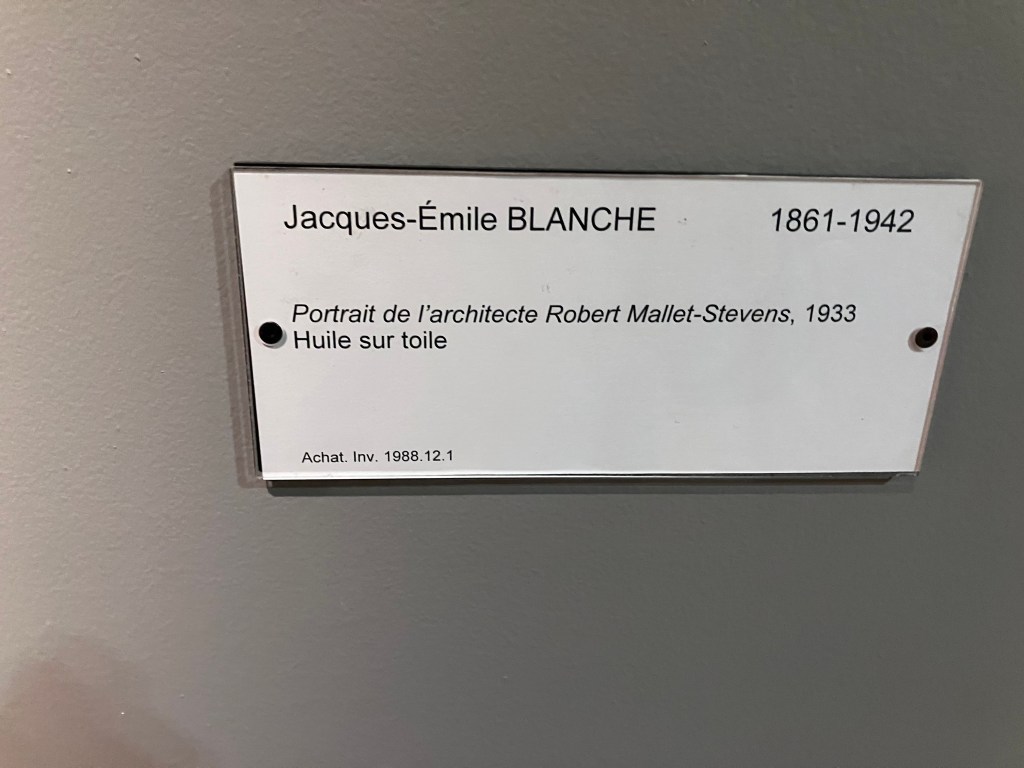 Jacques-Émile BLANCHE 1861-1942
Portrait de l'architecte Robert Mallet-Stevens, 1933
Huile sur toile
Achat. Inv. 1988.12.1